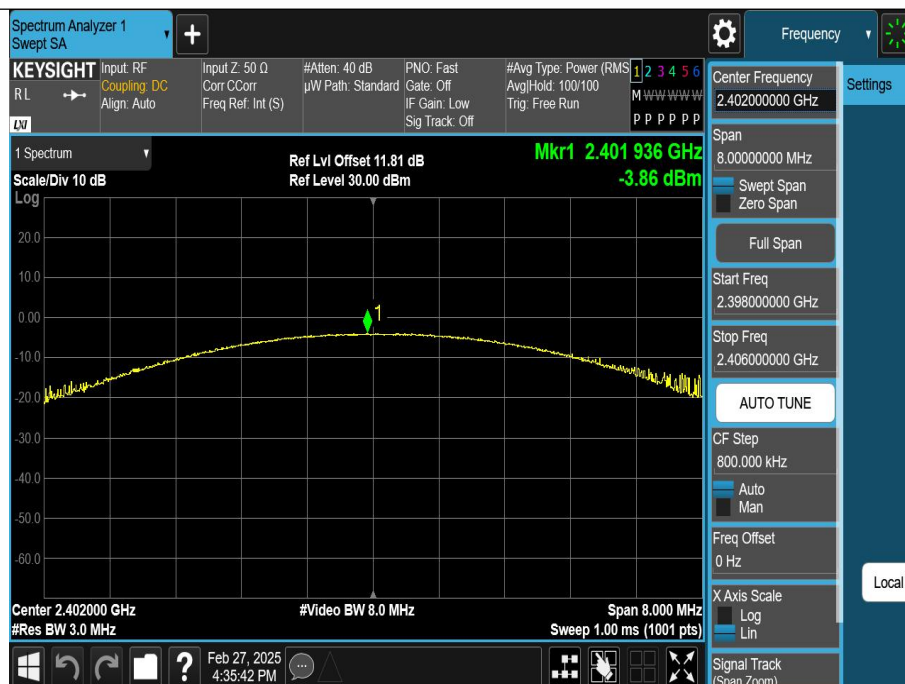 Spectrum Analyzer 1
Swept SA
+
Frequency
KEYSIGHT
RL
LXI
Input: RF
Coupling: DC
Align: Auto
Input Z: 50 Ω
Corr CCorr
Freq Ref: Int (S)
#Atten: 40 dB
µW Path: Standard
PNO: Fast
Gate: Off
IF Gain: Low
Sig Track: Off
#Avg Type: Power (RMS
Avg|Hold: 100/100
Trig: Free Run
1 2 3 4 5 6
M W W W W W
P P P P P P
1 Spectrum
Scale/Div 10 dB
Log
Ref Lvl Offset 11.81 dB
Ref Level 30.00 dBm
Mkr1 2.401 936 GHz
-3.86 dBm
20.0
10.0
0.00
-10.0
-20.0
-30.0
-40.0
-50.0
-60.0
1
Center 2.402000 GHz
#Res BW 3.0 MHz
#Video BW 8.0 MHz
Span 8.000 MHz
Sweep 1.00 ms (1001 pts)
?
Feb 27, 2025
4:35:42 PM
Center Frequency
2.402000000 GHz
Span
8.00000000 MHz
Swept Span
Zero Span
Full Span
Start Freq
2.398000000 GHz
Stop Freq
2.406000000 GHz
AUTO TUNE
CF Step
800.000 kHz
Auto
Man
Freq Offset
0 Hz
X Axis Scale
Log
Lin
Signal Track
(Span Zoom)
Settings
Local